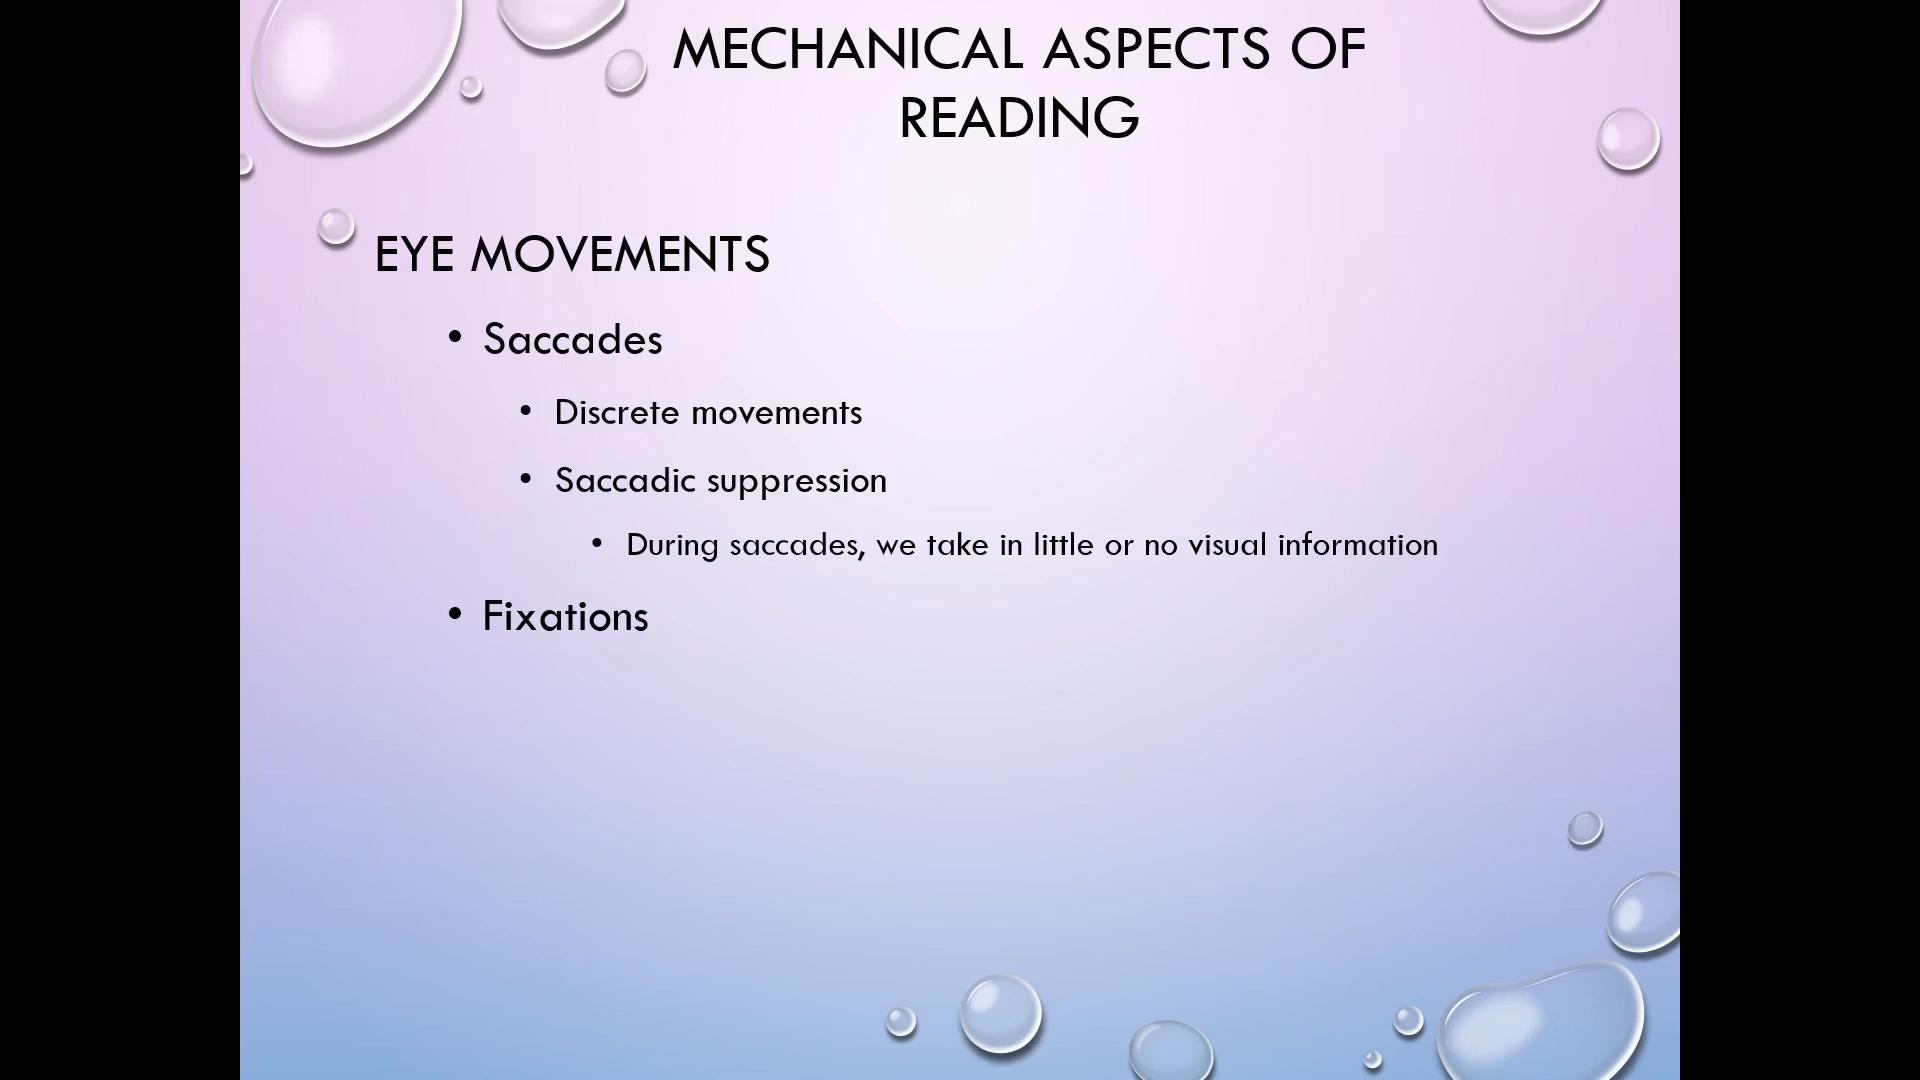 MECHANICAL ASPECTS OF
READING
EYE MOVEMENTS
• Saccades
• Discrete movements
• Saccadic suppression
• During saccades, we take in little or no visual information
• Fixations